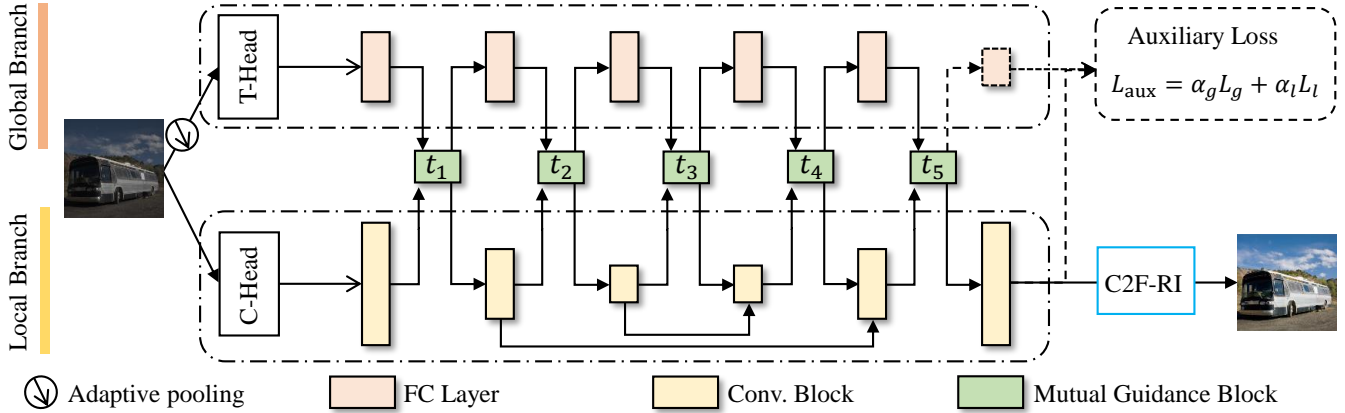 Global Branch
T-Head
Auxiliary Loss
L_aux = α_g L_g + α_l L_l
t_1
t_2
t_3
t_4
t_5
Local Branch
C-Head
C2F-RI
Adaptive pooling
FC Layer
Conv. Block
Mutual Guidance Block